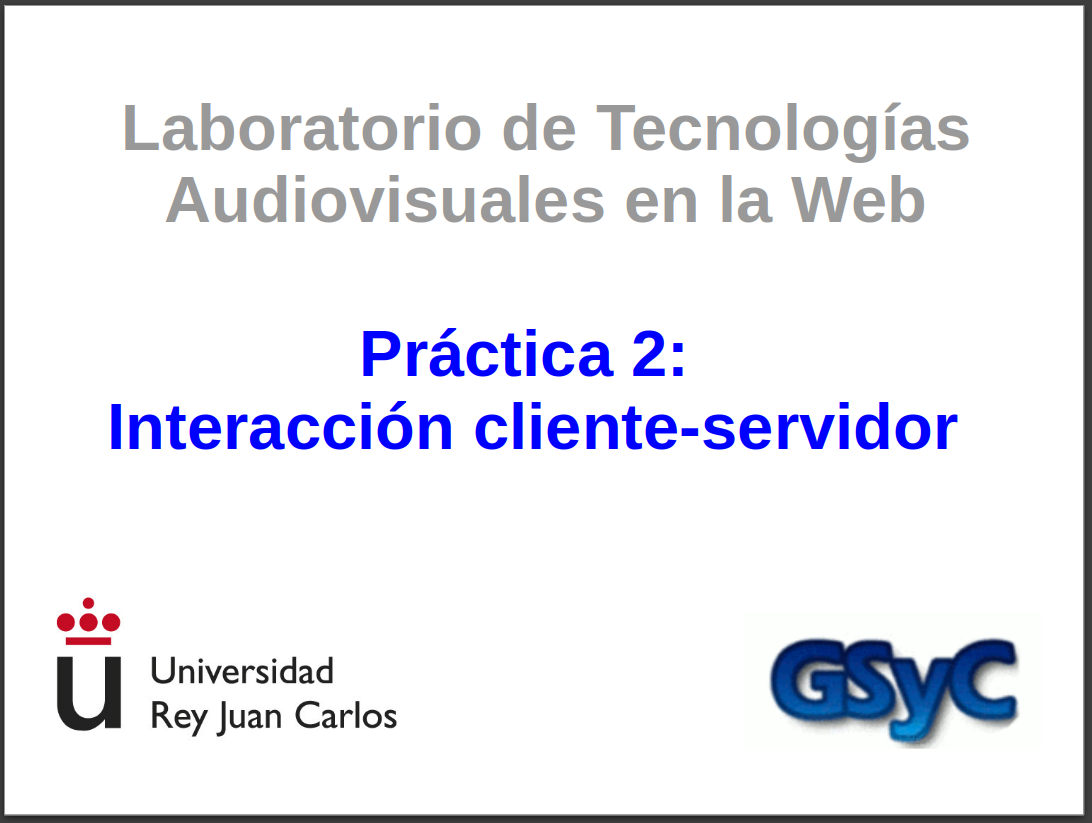 Laboratorio de Tecnologías
Audiovisuales en la Web
Práctica 2:
Interacción cliente-servidor
Universidad
Rey Juan Carlos
GSyC